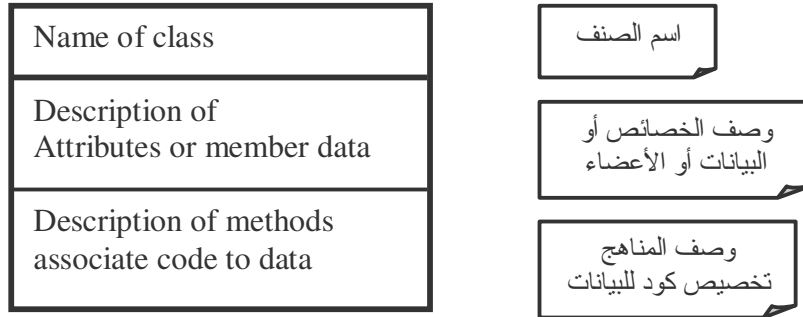 Name of class
اسم الصنف
Description of
Attributes or member data
وصف الخصائص أو
البيانات أو الأعضاء
Description of methods
associate code to data
وصف المناهج
تخصيص كود للبيانات